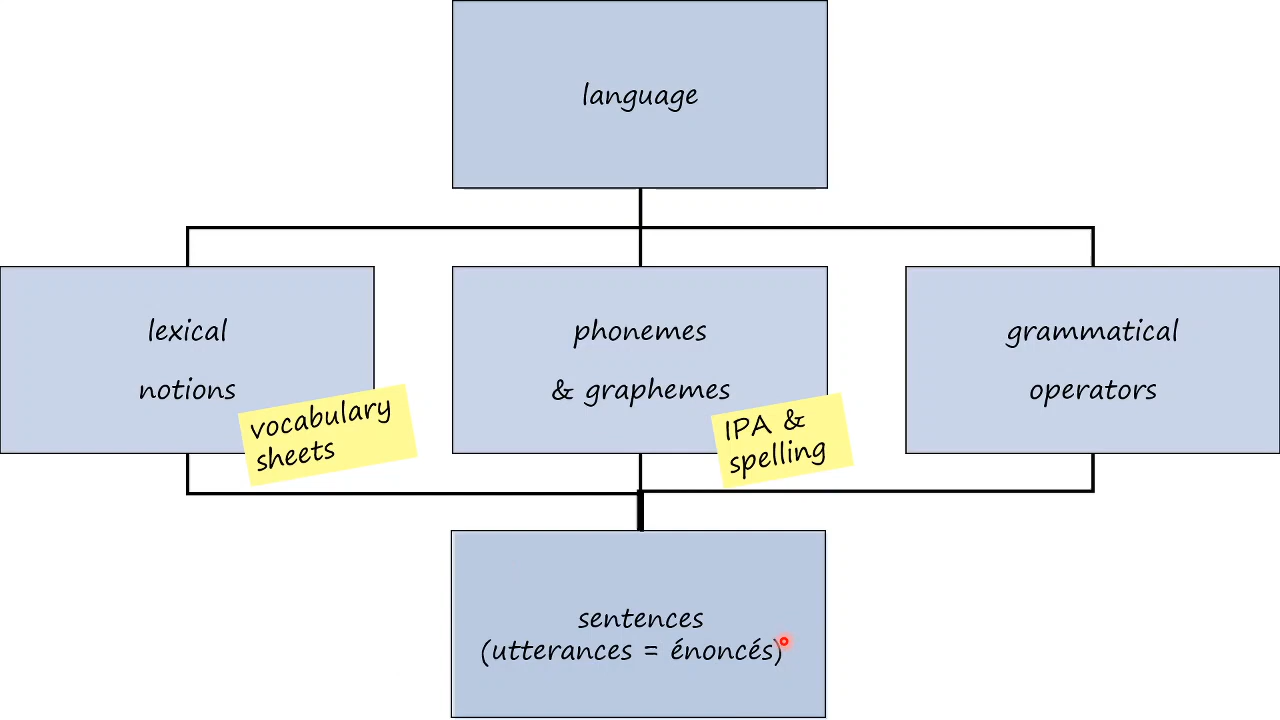 language
lexical
notions
vocabulary
sheets
phonemes
& graphemes
IPA &
spelling
grammatical
operators
sentences
(utterances = énoncés)